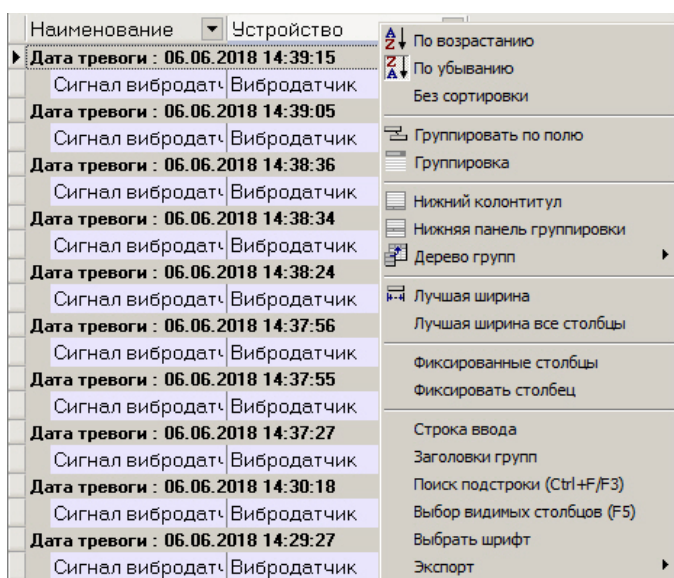 Наименование Устройство
Дата тревоги : 06.06.2018 14:39:15
Сигнал вибродатч Вибродатчик
Дата тревоги : 06.06.2018 14:39:05
Сигнал вибродатч Вибродатчик
Дата тревоги : 06.06.2018 14:38:36
Сигнал вибродатч Вибродатчик
Дата тревоги : 06.06.2018 14:38:34
Сигнал вибродатч Вибродатчик
Дата тревоги : 06.06.2018 14:38:24
Сигнал вибродатч Вибродатчик
Дата тревоги : 06.06.2018 14:37:56
Сигнал вибродатч Вибродатчик
Дата тревоги : 06.06.2018 14:37:55
Сигнал вибродатч Вибродатчик
Дата тревоги : 06.06.2018 14:37:27
Сигнал вибродатч Вибродатчик
Дата тревоги : 06.06.2018 14:30:18
Сигнал вибродатч Вибродатчик
Дата тревоги : 06.06.2018 14:29:27
Сигнал вибродатч Вибродатчик
По возрастанию
По убыванию
Без сортировки
Группировать по полю
Группировка
Нижний колонтитул
Нижняя панель группировки
Дерево групп
Лучшая ширина
Лучшая ширина все столбцы
Фиксированные столбцы
Фиксировать столбец
Строка ввода
Заголовки групп
Поиск подстроки (Ctrl+F/F3)
Выбор видимых столбцов (F5)
Выбрать шрифт
Экспорт